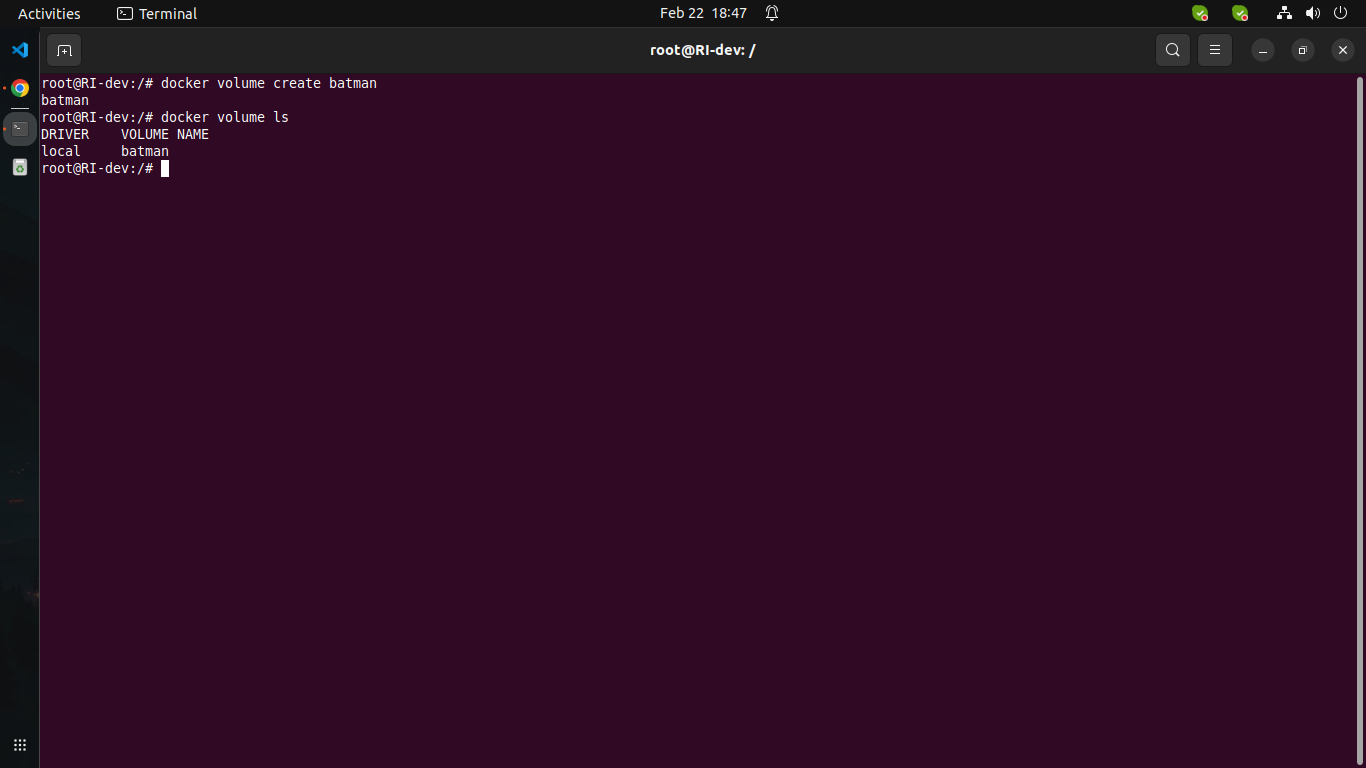 Activities Terminal Feb 22 18:47
root@RI-dev: /
root@RI-dev:/# docker volume create batman
batman
root@RI-dev:/# docker volume ls
DRIVER    VOLUME NAME
local     batman
root@RI-dev:/#